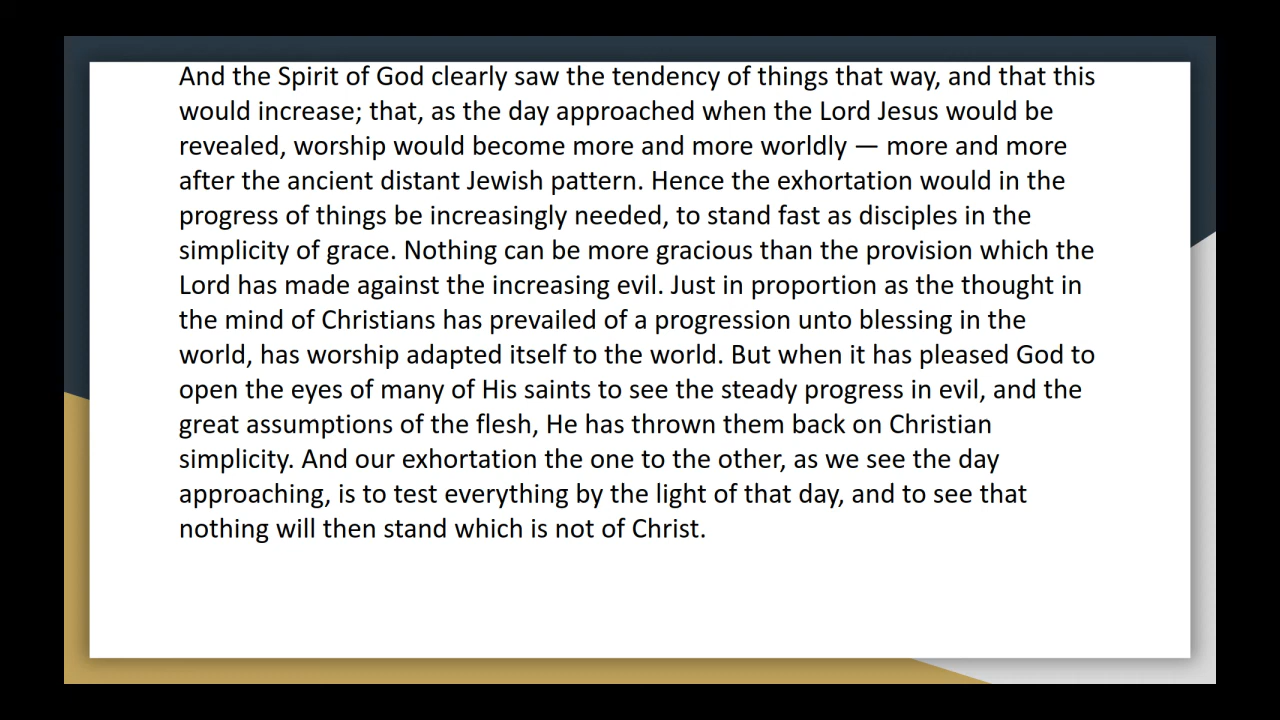 And the Spirit of God clearly saw the tendency of things that way, and that this
would increase; that, as the day approached when the Lord Jesus would be
revealed, worship would become more and more worldly — more and more
after the ancient distant Jewish pattern. Hence the exhortation would in the
progress of things be increasingly needed, to stand fast as disciples in the
simplicity of grace. Nothing can be more gracious than the provision which the
Lord has made against the increasing evil. Just in proportion as the thought in
the mind of Christians has prevailed of a progression unto blessing in the
world, has worship adapted itself to the world. But when it has pleased God to
open the eyes of many of His saints to see the steady progress in evil, and the
great assumptions of the flesh, He has thrown them back on Christian
simplicity. And our exhortation the one to the other, as we see the day
approaching, is to test everything by the light of that day, and to see that
nothing will then stand which is not of Christ.